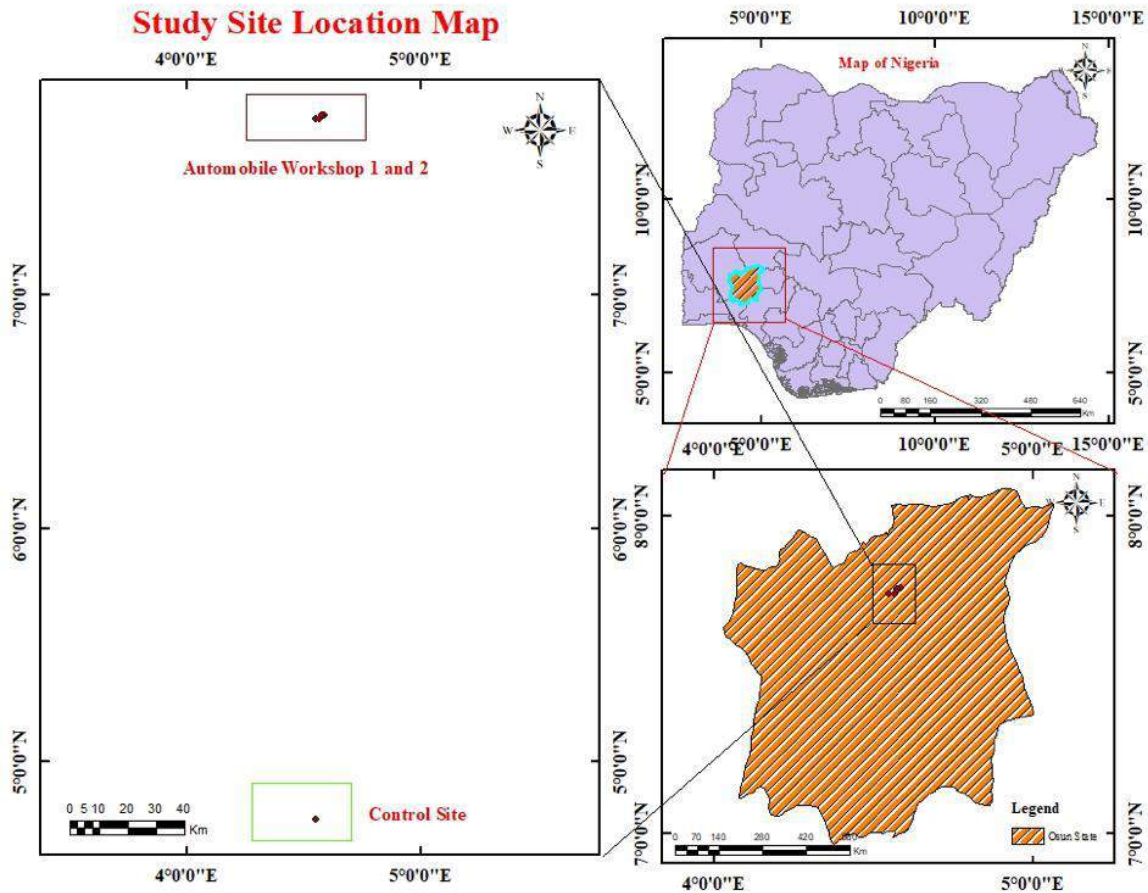 Study Site Location Map
4°0'0"E 5°0'0"E
N
W E
S
Automobile Workshop 1 and 2
7°0'0"N 7°0'0"N
6°0'0"N 6°0'0"N
5°0'0"N 5°0'0"N
0 5 10 20 30 40
Km
Control Site
4°0'0"E 5°0'0"E
5°0'0"E 10°0'0"E 15°0'0"E
Map of Nigeria
N
W E
S
10°0'0"N 10°0'0"N
5°0'0"N 5°0'0"N
0 80 160 320 480 640
Km
5°0'0"E 10°0'0"E 15°0'0"E
4°0'0"E 5°0'0"E
N
W E
S
8°0'0"N 8°0'0"N
7°0'0"N 7°0'0"N
Legend
Osun State
0 70 140 280 420
Km
4°0'0"E 5°0'0"E